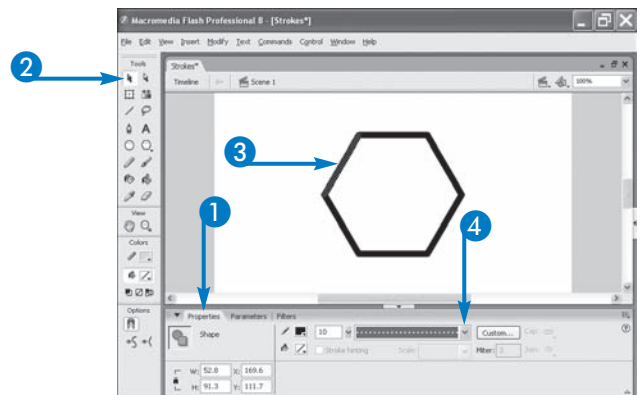 Macromedia Flash Professional 8 - [Strokes*]
File Edit View Insert Modify Text Commands Control Window Help
Tools
Strokes*
Timeline Scene 1 100%
2
A
3
View
1
4
Colors
Options
Properties Parameters Filters
Shape 10 Custom... Cap:
Stroke hinting Scale: Miter: 3 Join:
W: 52.8 X: 169.6
H: 91.3 Y: 111.7